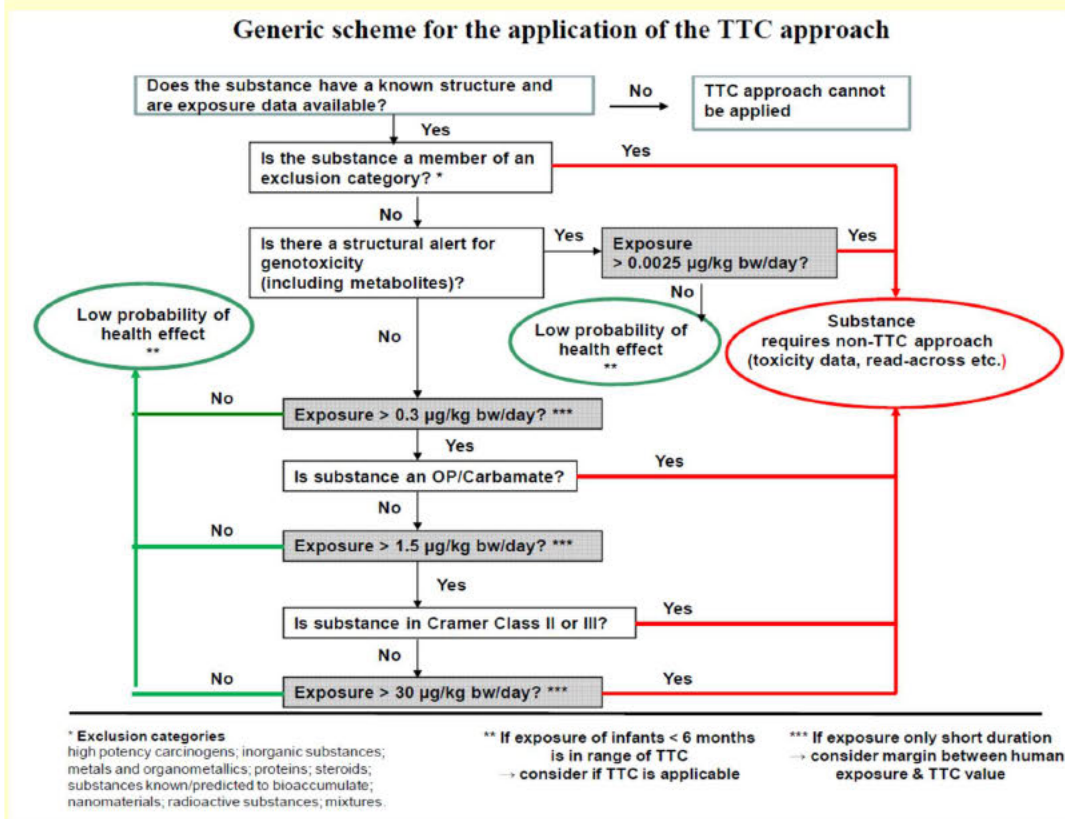 Generic scheme for the application of the TTC approach
Does the substance have a known structure and
are exposure data available?
No
TTC approach cannot
be applied
Yes
Is the substance a member of an
exclusion category? *
Yes
No
Is there a structural alert for
genotoxicity
(including metabolites)?
Yes
Exposure
> 0.0025 µg/kg bw/day?
Yes
No
Low probability of
health effect
**
No
Low probability of
health effect
**
Substance
requires non-TTC approach
(toxicity data, read-across etc.)
No
Exposure > 0.3 µg/kg bw/day? ***
Yes
Is substance an OP/Carbamate?
Yes
No
No
Exposure > 1.5 µg/kg bw/day? ***
Yes
Is substance in Cramer Class II or III?
Yes
No
No
Exposure > 30 µg/kg bw/day? ***
Yes
* Exclusion categories
high potency carcinogens; inorganic substances;
metals and organometallics; proteins; steroids;
substances known/predicted to bioaccumulate;
nanomaterials; radioactive substances; mixtures.
** If exposure of infants < 6 months
is in range of TTC
→ consider if TTC is applicable
*** If exposure only short duration
→ consider margin between human
exposure & TTC value